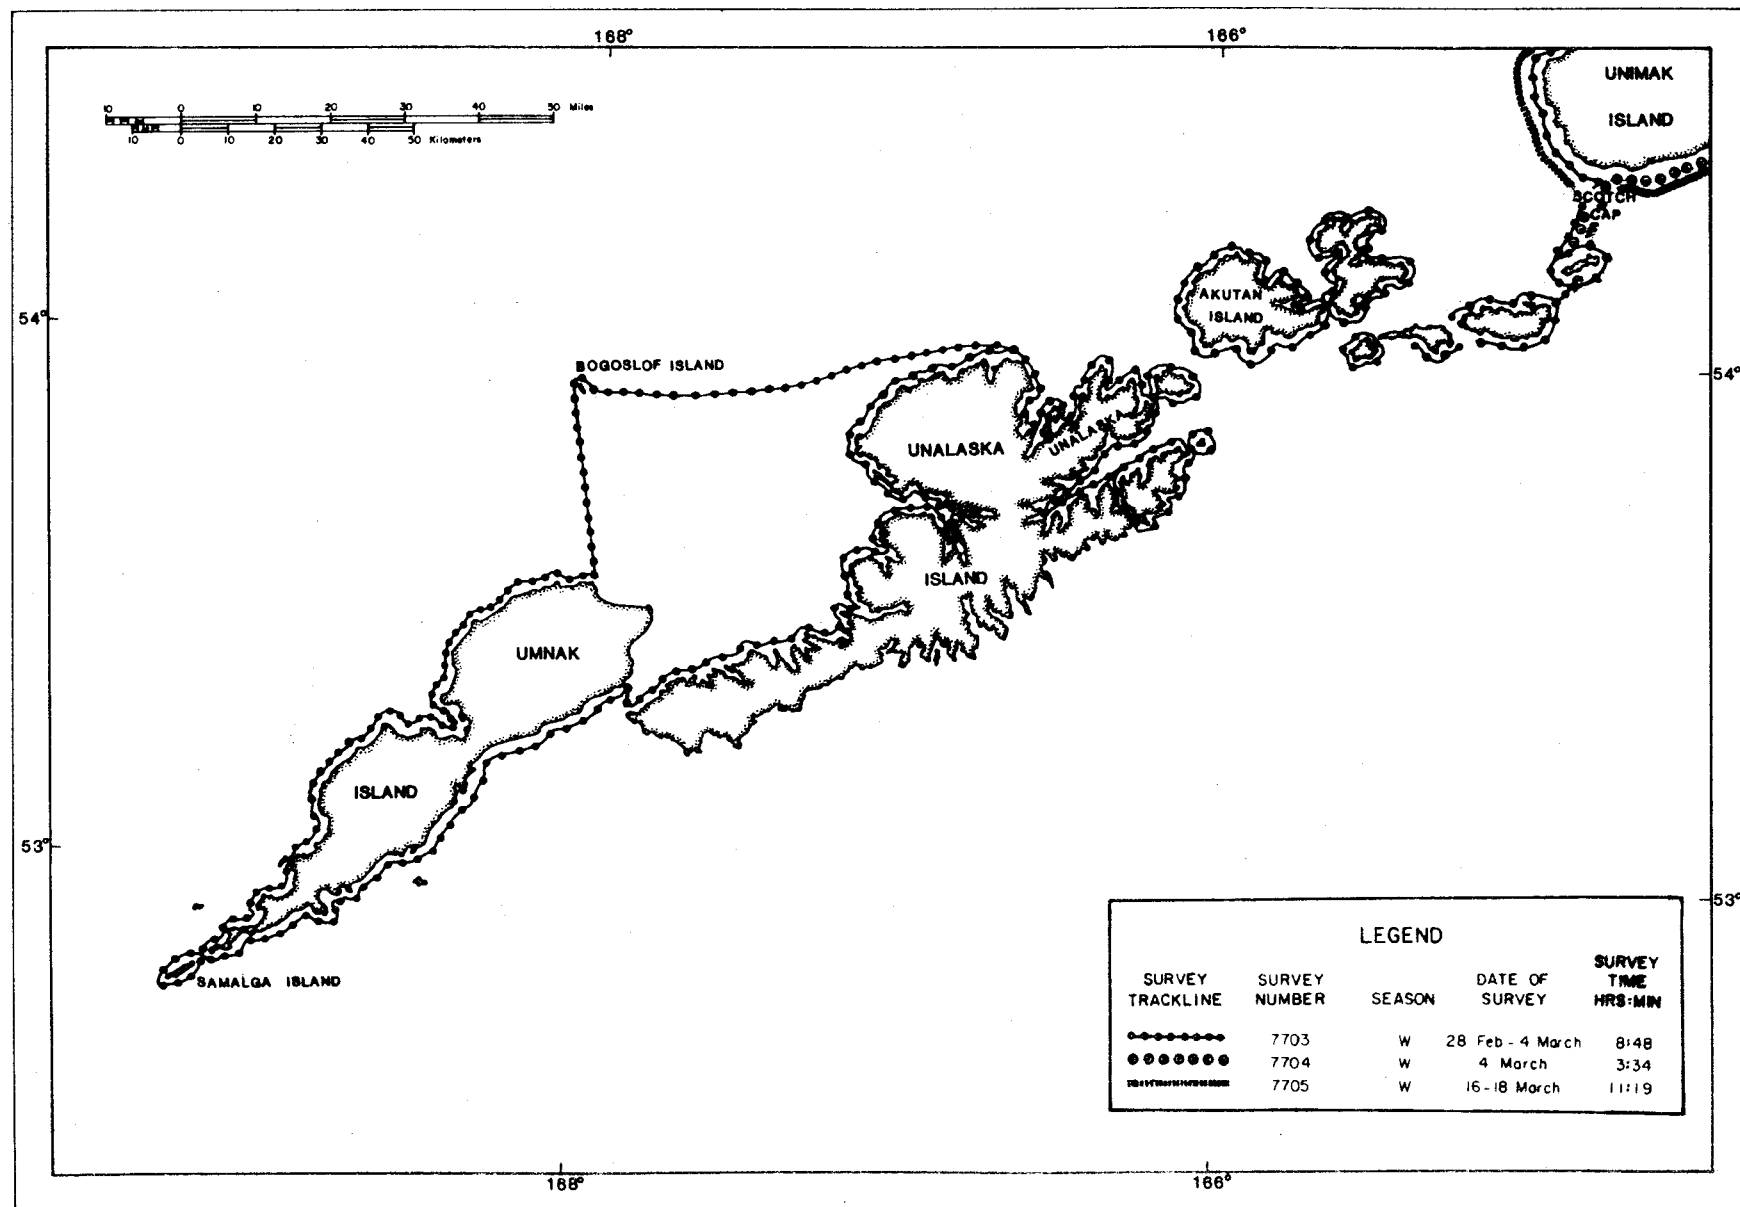 168° 166°
10 0 10 20 30 40 50 Miles
10 0 10 20 30 40 50 Kilometers
UNIMAK
ISLAND
SCOTCH
CAP
AKUTAN
ISLAND
54°
54°
BOGOSLOF ISLAND
UNALASKA
UNALASKA
ISLAND
UMNAK
ISLAND
53°
53°
SAMALGA ISLAND
LEGEND
SURVEY TRACKLINE SURVEY NUMBER SEASON DATE OF SURVEY SURVEY TIME HRS:MIN
7703 W 28 Feb - 4 March 8:48
7704 W 4 March 3:34
7705 W 16-18 March 11:19
168° 166°